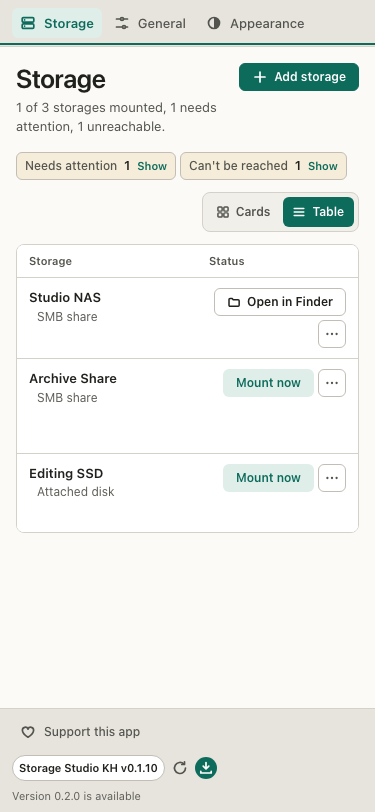 Storage
General
Appearance
Storage
Add storage
1 of 3 storages mounted, 1 needs
attention, 1 unreachable.
Needs attention 1 Show
Can't be reached 1 Show
Cards
Table
Storage
Status
Studio NAS
SMB share
Open in Finder
Archive Share
SMB share
Mount now
Editing SSD
Attached disk
Mount now
Support this app
Storage Studio KH v0.1.10
Version 0.2.0 is available